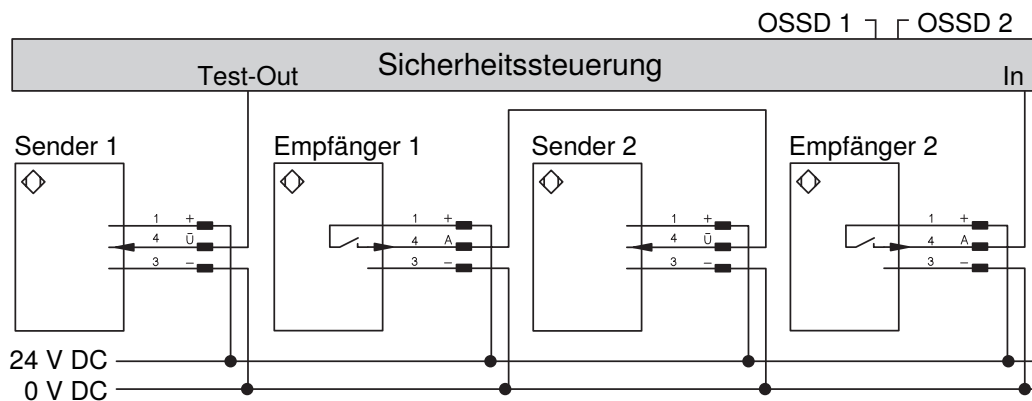 OSSD 1 OSSD 2
Sicherheitssteuerung
Test-Out In
Sender 1 Empfänger 1 Sender 2 Empfänger 2
1 + 1 + 1 + 1 +
4 Ü 4 A 4 Ü 4 A
3 – 3 – 3 – 3 –
24 V DC
0 V DC